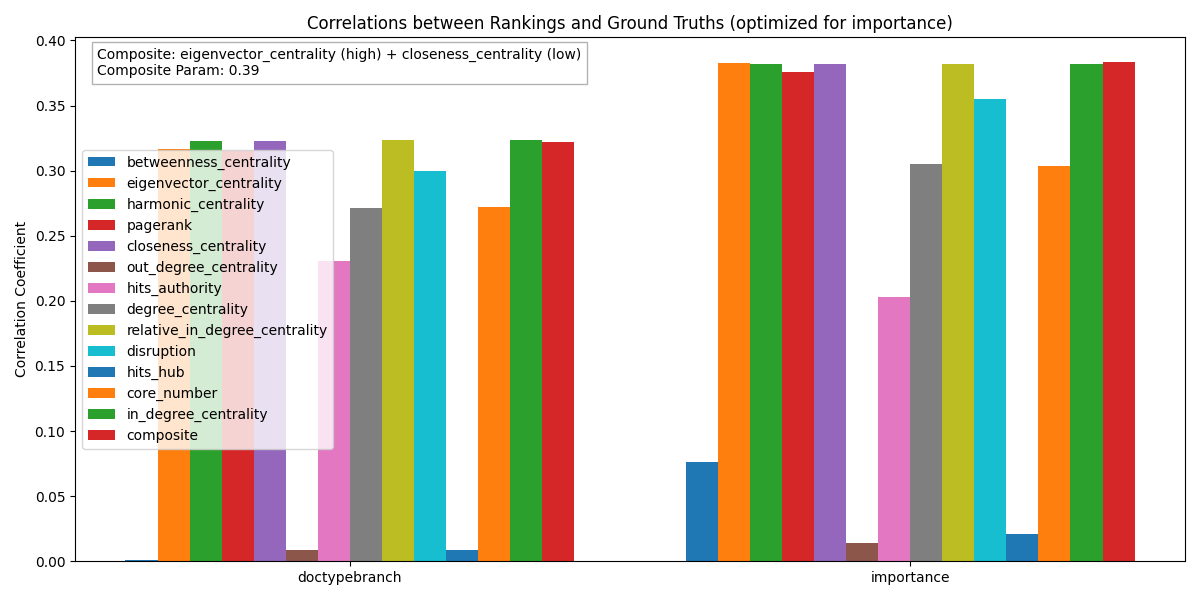 Correlations between Rankings and Ground Truths (optimized for importance)
Composite: eigenvector_centrality (high) + closeness_centrality (low)
Composite Param: 0.39
Correlation Coefficient
0.40
0.35
0.30
0.25
0.20
0.15
0.10
0.05
0.00
betweenness_centrality
eigenvector_centrality
harmonic_centrality
pagerank
closeness_centrality
out_degree_centrality
hits_authority
degree_centrality
relative_in_degree_centrality
disruption
hits_hub
core_number
in_degree_centrality
composite
doctypebranch
importance